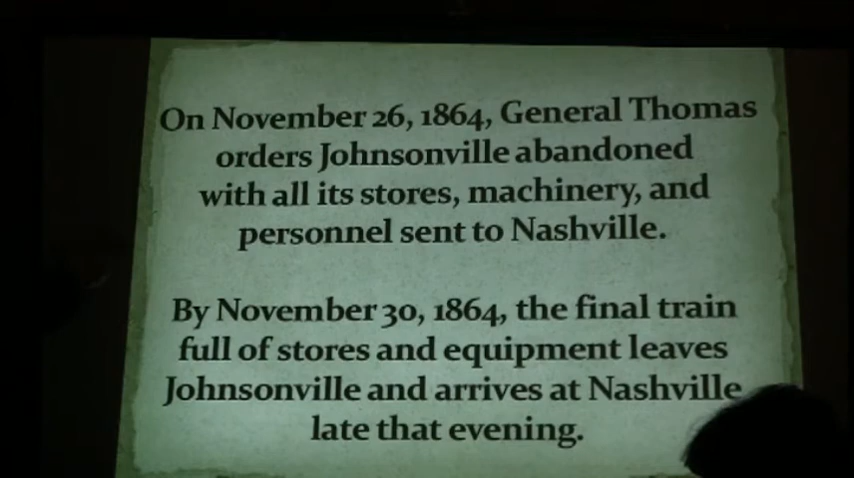 On November 26, 1864, General Thomas
orders Johnsonville abandoned
with all its stores, machinery, and
personnel sent to Nashville.
By November 30, 1864, the final train
full of stores and equipment leaves
Johnsonville and arrives at Nashville
late that evening.